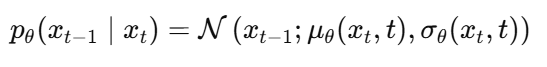 p_θ(x_{t−1} ∣ x_t) = 𝒩(x_{t−1}; μ_θ(x_t, t), σ_θ(x_t, t))